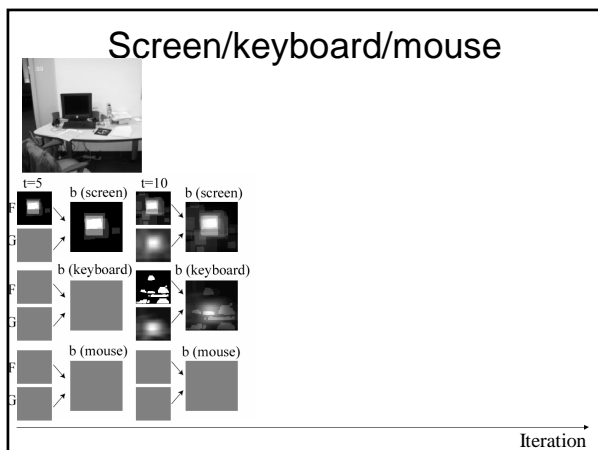 Screen/keyboard/mouse
t=5 t=10
b (screen) b (screen)
F
G
b (keyboard) b (keyboard)
F
G
b (mouse) b (mouse)
F
G
Iteration